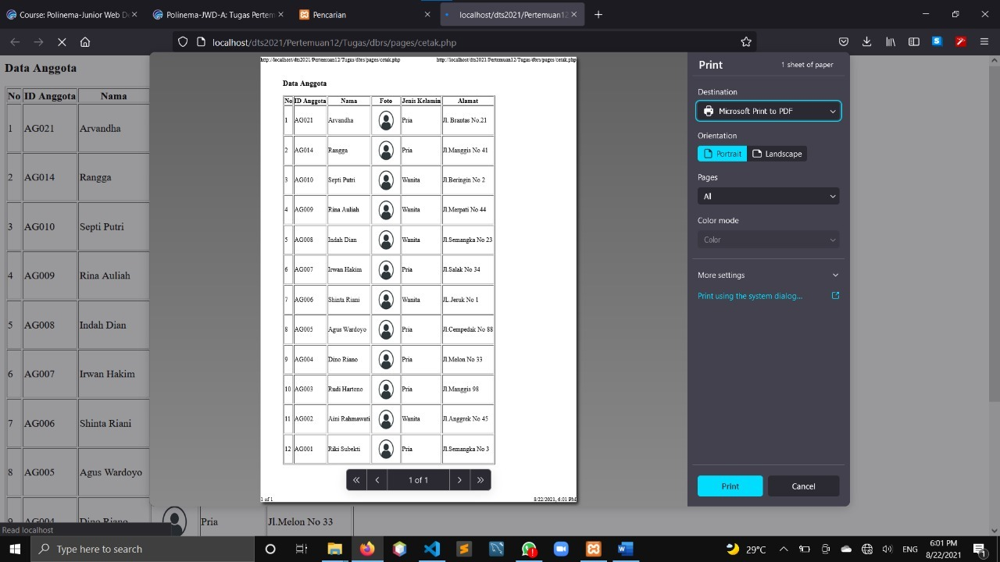 Polinema-Junior Web De
Polinema-JWD-A: Tugas Pertem
Pencarian
localhost/dts2021/Pertemuan12/
localhost/dts2021/Pertemuan12/Tugas/dbrs/pages/cetak.php
Data Anggota
No ID Anggota Nama
1 AG021 Arvandha
2 AG014 Rangga
3 AG010 Septi Putri
4 AG009 Rina Auliah
5 AG008 Indah Dian
6 AG007 Irwan Hakim
7 AG006 Shinta Riani
8 AG005 Agus Wardoyo
9 AG004 Dino Riano Pria Jl.Melon No 33
Read localhost
http://localhost/dts2021/Pertemuan12/Tugas/dbrs/pages/cetak.php http://localhost/dts2021/Pertemuan12/Tugas/dbrs/pages/cetak.php
Data Anggota
No ID Anggota Nama Foto Jenis Kelamin Alamat
1 AG021 Arvandha Pria Jl. Brantas No.21
2 AG014 Rangga Pria Jl.Manggis No 41
3 AG010 Septi Putri Wanita Jl.Beringin No 2
4 AG009 Rina Auliah Wanita Jl.Merpati No 44
5 AG008 Indah Dian Wanita Jl.Semangka No 23
6 AG007 Irwan Hakim Pria Jl.Salak No 34
7 AG006 Shinta Riani Wanita JL.Jeruk No 1
8 AG005 Agus Wardoyo Pria Jl.Cempedak No 88
9 AG004 Dino Riano Pria Jl.Melon No 33
10 AG003 Rudi Hartono Pria Jl.Manggis 98
11 AG002 Aini Rahmawati Wanita Jl.Anggrek No 45
12 AG001 Riki Subekti Pria Jl.Semangka No 3
1 of 1
1 of 1 8/22/2021, 6:01 PM
Print 1 sheet of paper
Destination
Microsoft Print to PDF
Orientation
Portrait Landscape
Pages
All
Color mode
Color
More settings
Print using the system dialog...
Print Cancel
Type here to search
29°C
ENG
6:01 PM
8/22/2021